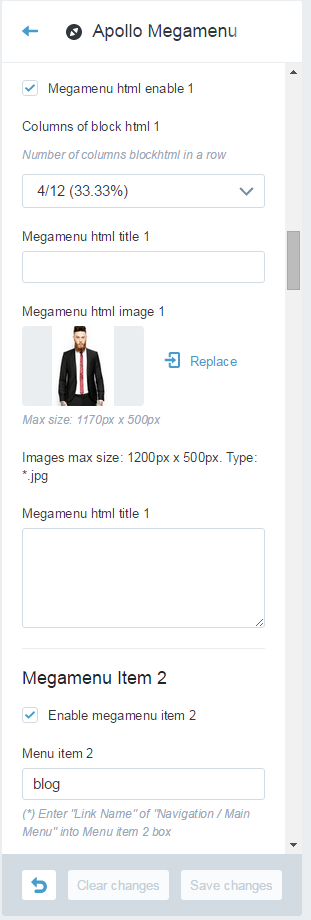 Apollo Megamenu
Megamenu html enable 1
Columns of block html 1
Number of columns blockhtml in a row
4/12 (33.33%)
Megamenu html title 1
Megamenu html image 1
Replace
Max size: 1170px x 500px
Images max size: 1200px x 500px. Type:
*.jpg
Megamenu html title 1
Megamenu Item 2
Enable megamenu item 2
Menu item 2
blog
(*) Enter "Link Name" of "Navigation / Main
Menu" into Menu item 2 box
Clear changes
Save changes